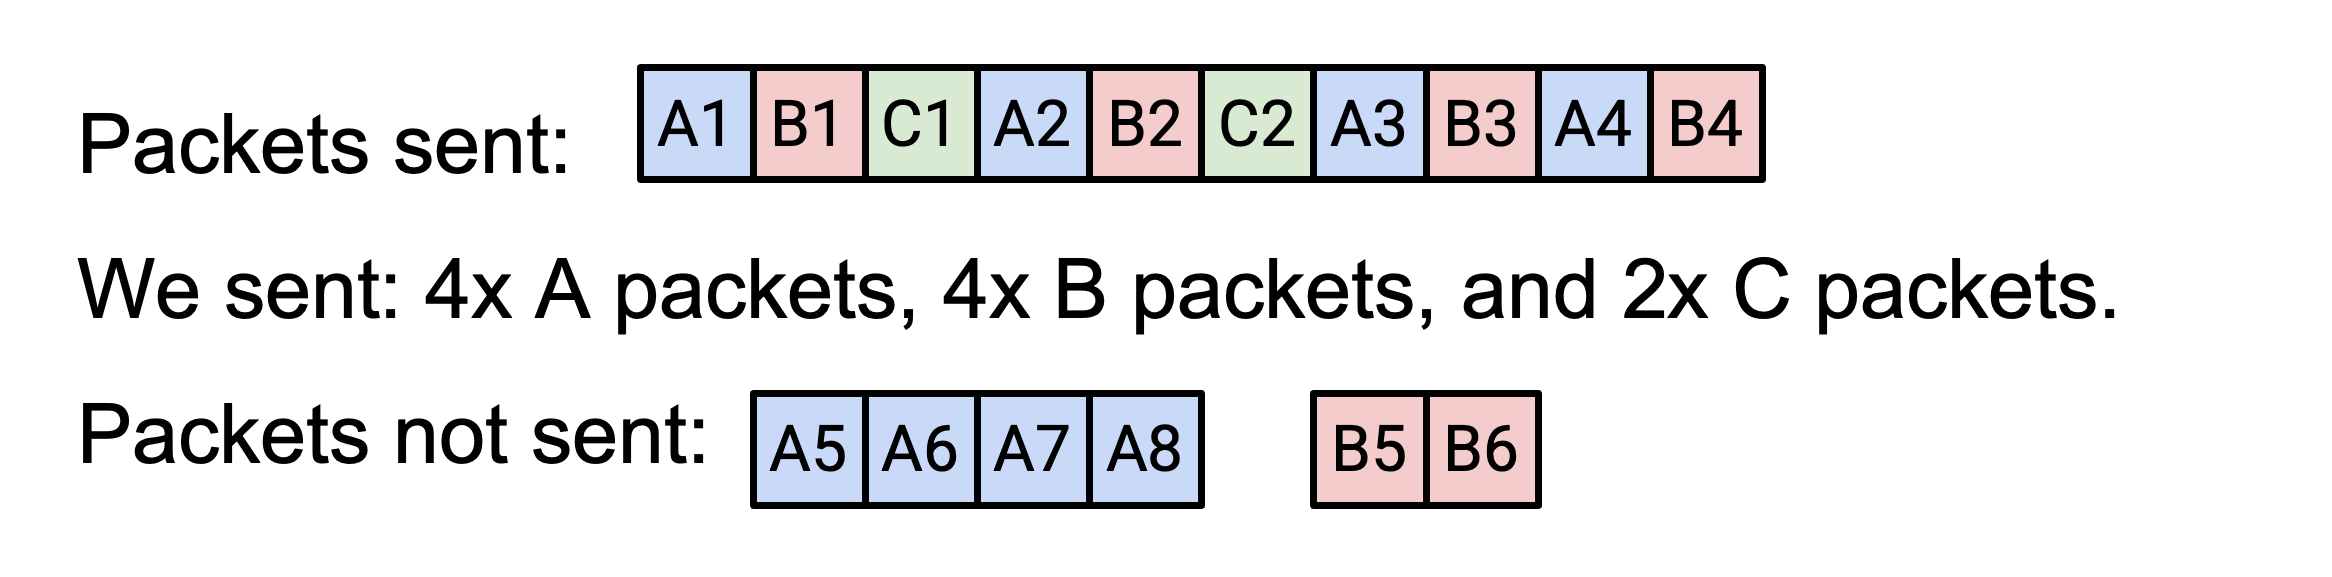 Packets sent: A1 B1 C1 A2 B2 C2 A3 B3 A4 B4
We sent: 4x A packets, 4x B packets, and 2x C packets.
Packets not sent: A5 A6 A7 A8 B5 B6